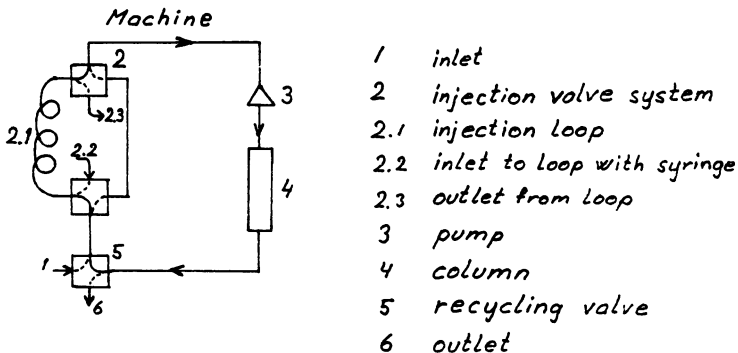 Machine
2
2.3
3
2.1
2.2
4
5
1
6
1 inlet
2 injection valve system
2.1 injection loop
2.2 inlet to loop with syringe
2.3 outlet from loop
3 pump
4 column
5 recycling valve
6 outlet